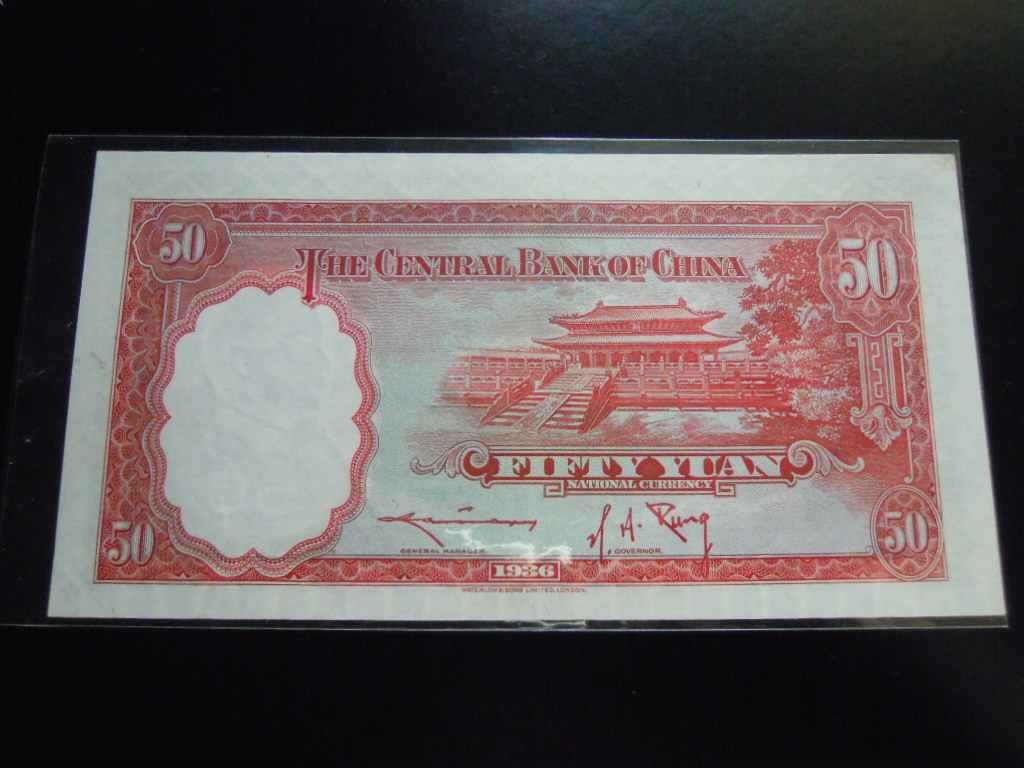 50
50
THE CENTRAL BANK OF CHINA
FIFTY YUAN
NATIONAL CURRENCY
H. H. Kung
GENERAL MANAGER.
GOVERNOR.
50
50
1936
WATERLOW & SONS LIMITED, LONDON.